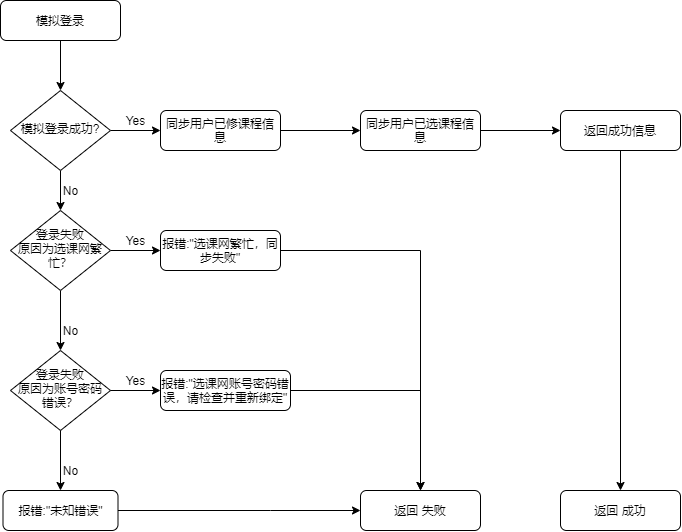 模拟登录
模拟登录成功?
Yes
同步用户已修课程信
息
同步用户已选课程信
息
返回成功信息
No
登录失败
原因为选课网繁
忙?
Yes
报错:"选课网繁忙，同
步失败"
No
登录失败
原因为账号密码
错误?
Yes
报错:"选课网账号密码错
误，请检查并重新绑定"
No
报错:"未知错误"
返回 失败
返回 成功